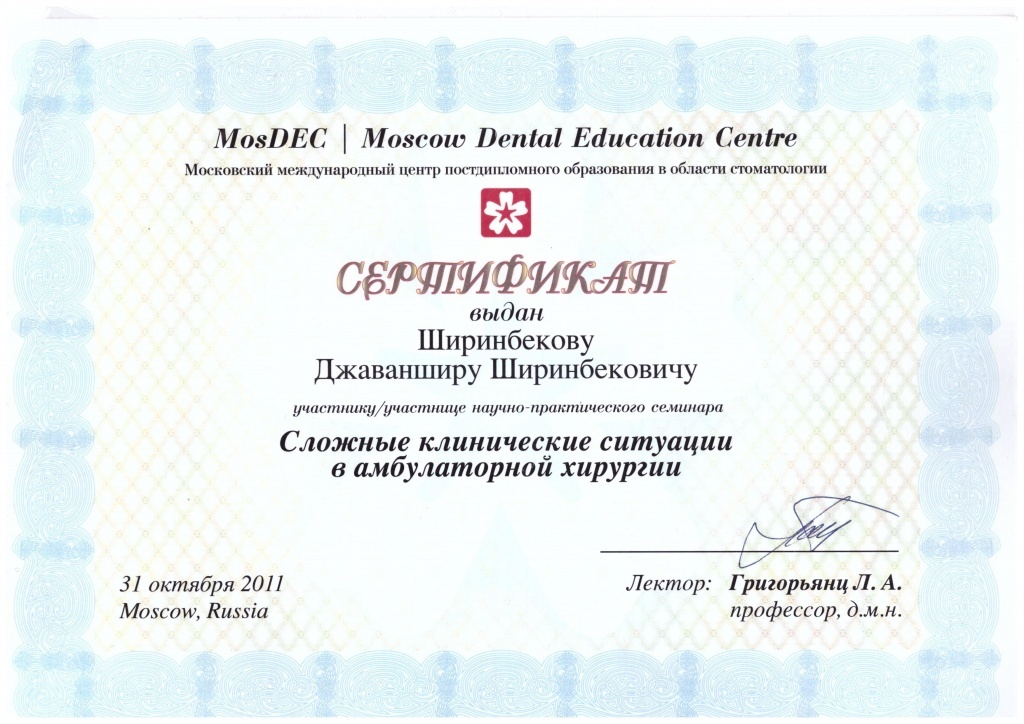 MosDEC | Moscow Dental Education Centre
Московский международный центр постдипломного образования в области стоматологии
СЕРТИФИКАТ
выдан
Ширинбекову
Джаванширу Ширинбековичу
участнику/участнице научно-практического семинара
Сложные клинические ситуации
в амбулаторной хирургии
31 октября 2011
Moscow, Russia
Лектор: Григорьянц Л. А.
профессор, д.м.н.